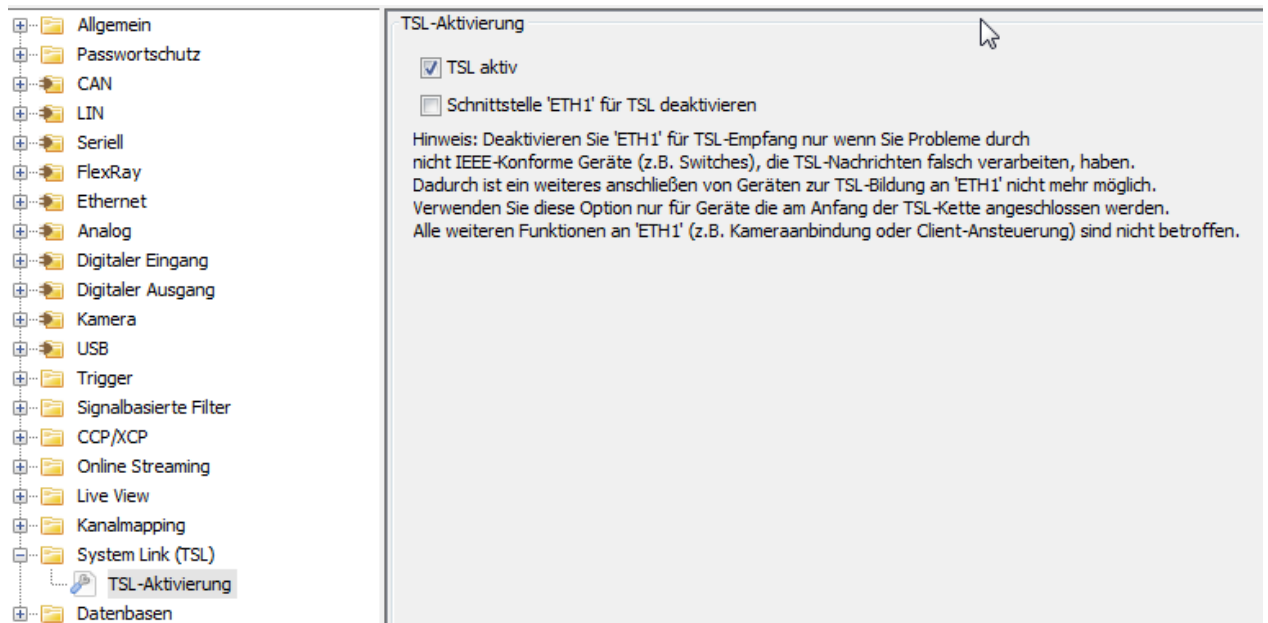 Allgemein
Passwortschutz
CAN
LIN
Seriell
FlexRay
Ethernet
Analog
Digitaler Eingang
Digitaler Ausgang
Kamera
USB
Trigger
Signalbasierte Filter
CCP/XCP
Online Streaming
Live View
Kanalmapping
System Link (TSL)
TSL-Aktivierung
Datenbasen
TSL-Aktivierung
TSL aktiv
Schnittstelle 'ETH1' für TSL deaktivieren
Hinweis: Deaktivieren Sie 'ETH1' für TSL-Empfang nur wenn Sie Probleme durch
nicht IEEE-Konforme Geräte (z.B. Switches), die TSL-Nachrichten falsch verarbeiten, haben.
Dadurch ist ein weiteres anschließen von Geräten zur TSL-Bildung an 'ETH1' nicht mehr möglich.
Verwenden Sie diese Option nur für Geräte die am Anfang der TSL-Kette angeschlossen werden.
Alle weiteren Funktionen an 'ETH1' (z.B. Kameraanbindung oder Client-Ansteuerung) sind nicht betroffen.